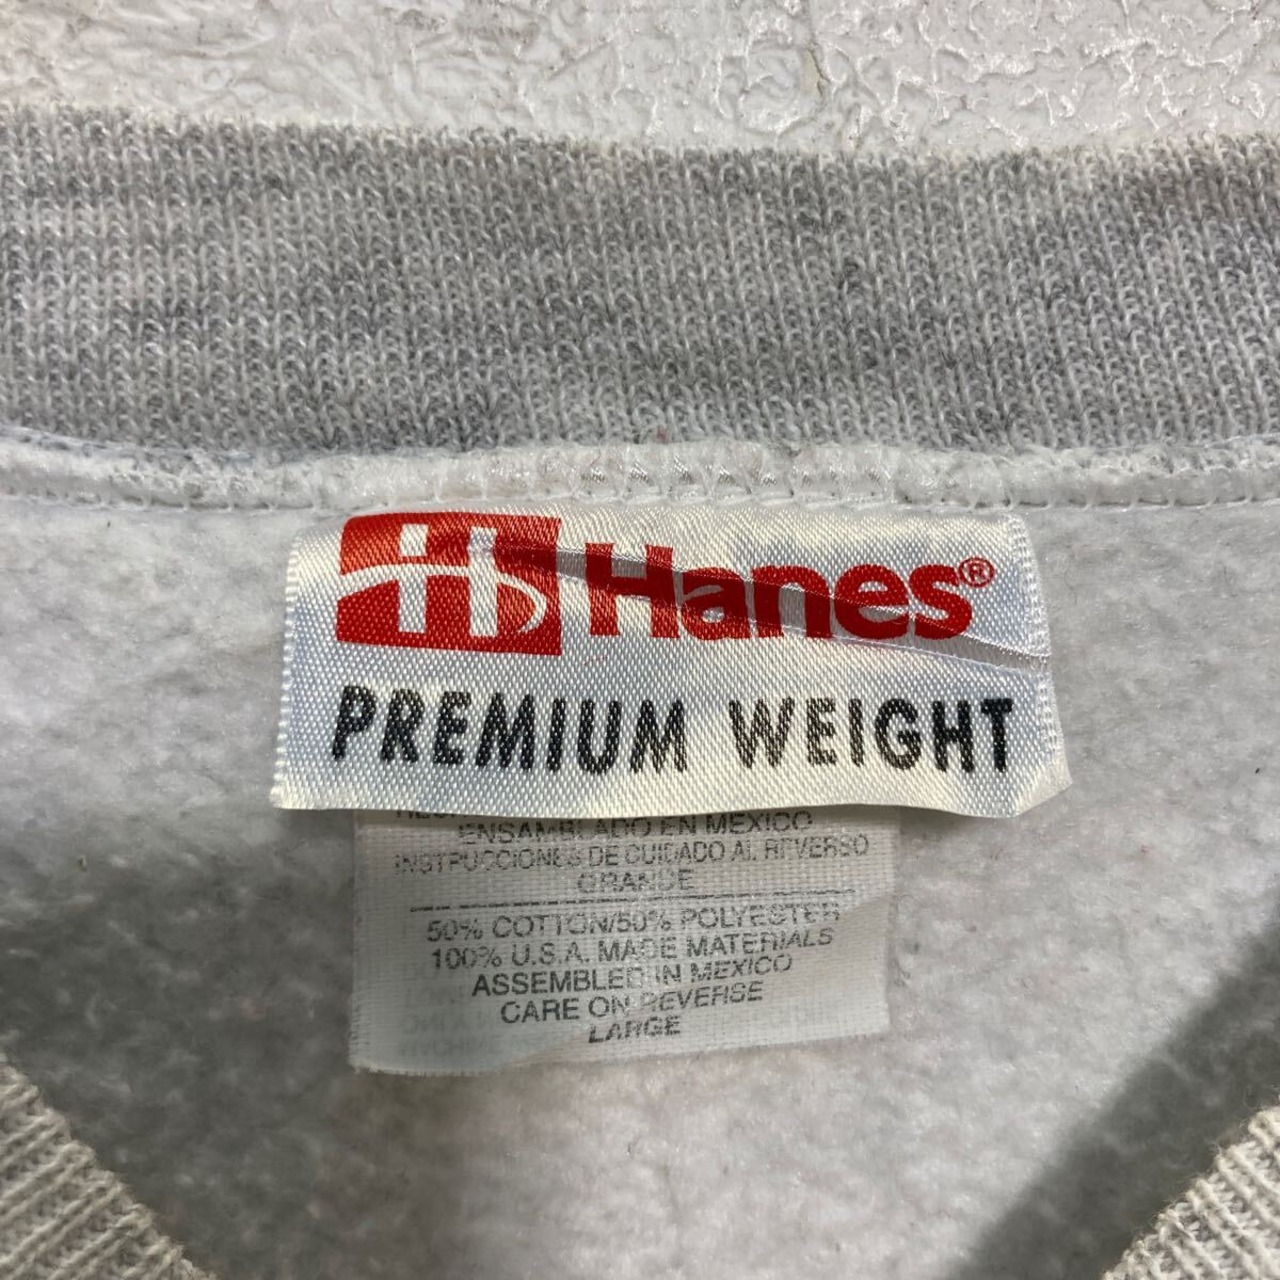 H Hanes®
PREMIUM WEIGHT
ENSAMBLADO EN MEXICO
INSTRUCCIONES DE CUIDADO AL REVERSO
GRANDE
50% COTTON/50% POLYESTER
100% U.S.A. MADE MATERIALS
ASSEMBLED IN MEXICO
CARE ON REVERSE
LARGE